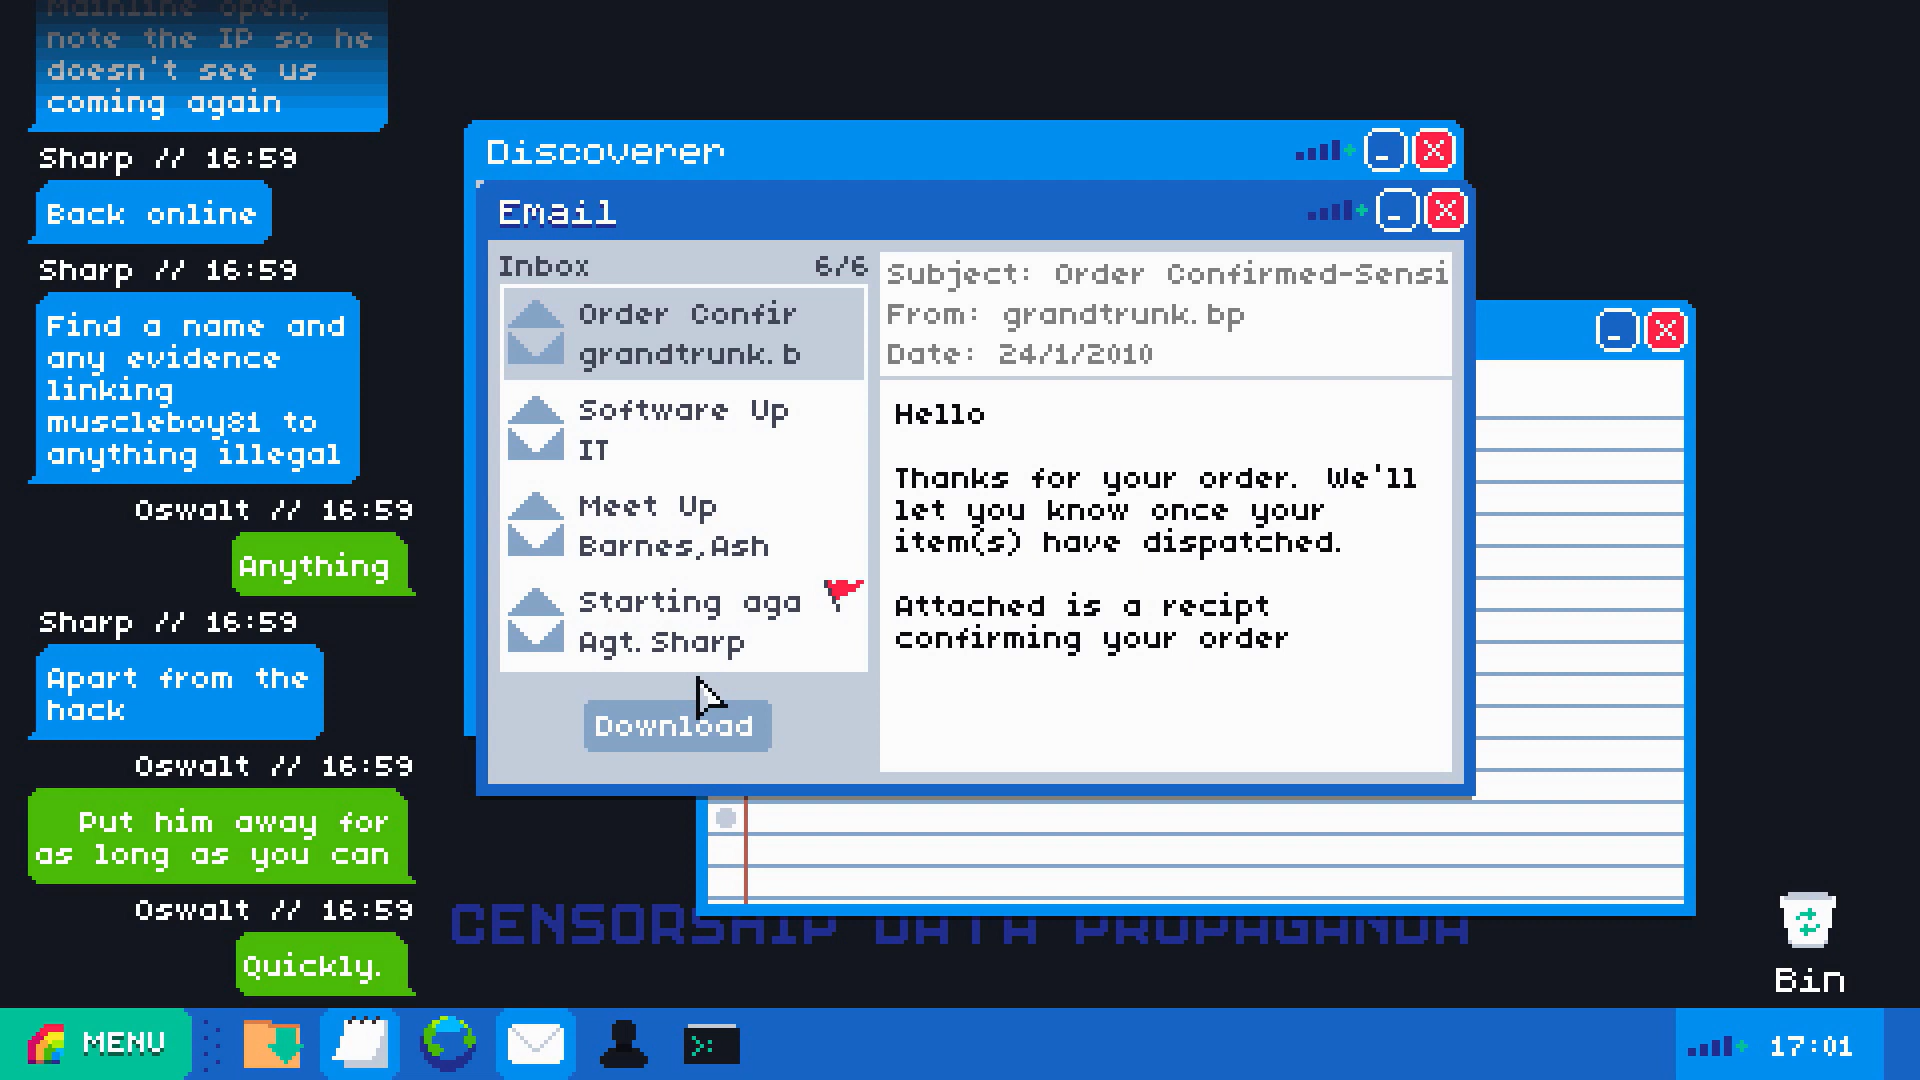 Mainline open,
note the IP so he
doesn't see us
coming again
Sharp // 16:59
Back online
Sharp // 16:59
Find a name and
any evidence
linking
muscleboy81 to
anything illegal
Oswalt // 16:59
Anything
Sharp // 16:59
Apart from the
hack
Oswalt // 16:59
Put him away for
as long as you can
Oswalt // 16:59
Quickly.
Discoverer
Email
Inbox 6/6
Order Confir
grandtrunk.b
Software Up
IT
Meet Up
Barnes,Ash
Starting aga
Agt.Sharp
Download
Subject: Order Confirmed-Sensi
From: grandtrunk.bp
Date: 24/1/2010
Hello
Thanks for your order. We'll
let you know once your
item(s) have dispatched.
Attached is a recipt
confirming your order
CENSORSHIP DATA PROPAGANDA
Bin
MENU
17:01